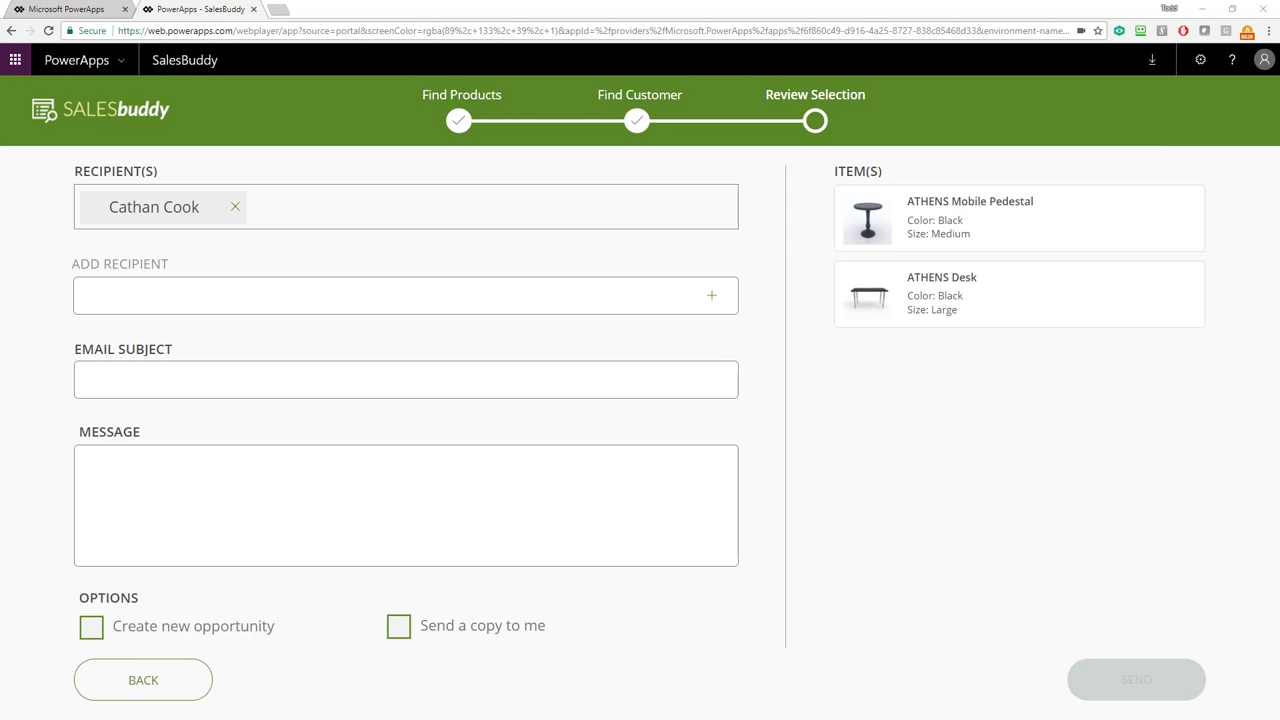 Microsoft PowerApps
PowerApps - SalesBuddy
Todd
Secure
https://web.powerapps.com/webplayer/app?source=portal&screenColor=rgb(89%2c+133%2c+39%2c+1)&appId=%2fproviders%2fMicrosoft.PowerApps%2fapps%2f6f860c49-d916-4a25-8727-838c85468d33&environment-name...
PowerApps
SalesBuddy
?
SALESbuddy
Find Products
Find Customer
Review Selection
RECIPIENT(S)
Cathan Cook
ADD RECIPIENT
EMAIL SUBJECT
MESSAGE
OPTIONS
Create new opportunity
Send a copy to me
BACK
ITEM(S)
ATHENS Mobile Pedestal
Color: Black
Size: Medium
ATHENS Desk
Color: Black
Size: Large
SEND